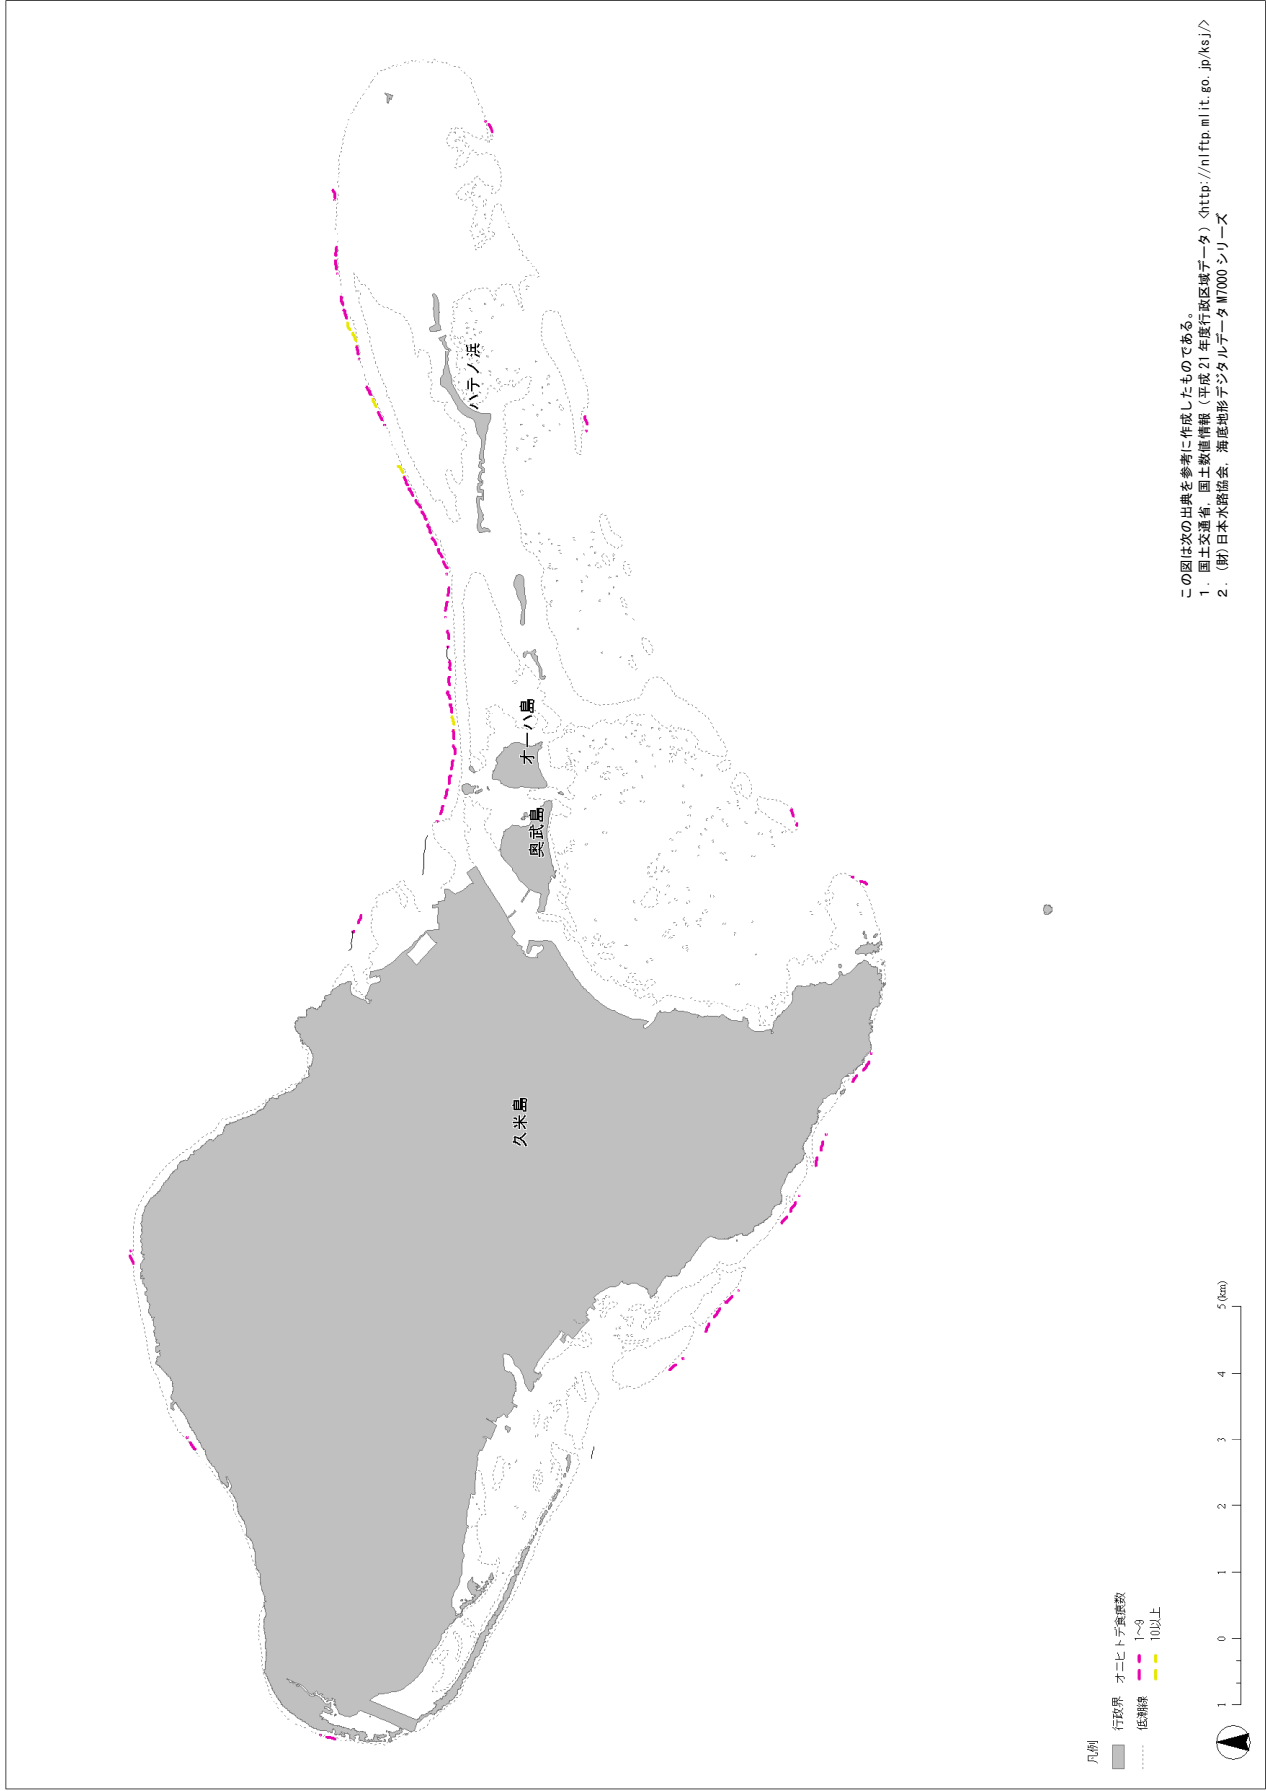 ハテノ浜
オーハ島
奥武島
久米島
この図は次の出典を参考に作成したものである。
1. 国土交通省, 国土数値情報（平成21年度行政区域データ）<http://nlftp.mlit.go.jp/ksj/>
2. (財)日本水路協会, 海底地形デジタルデータM7000シリーズ
凡例
行政界
低潮線
オニヒトデ食痕数
1～9
10以上
1 0 1 2 3 4 5(km)